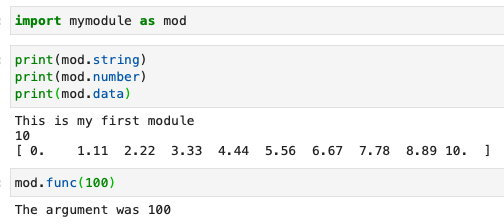 import mymodule as mod
print(mod.string)
print(mod.number)
print(mod.data)
This is my first module
10
[ 0.    1.11  2.22  3.33  4.44  5.56  6.67  7.78  8.89 10.  ]
mod.func(100)
The argument was 100